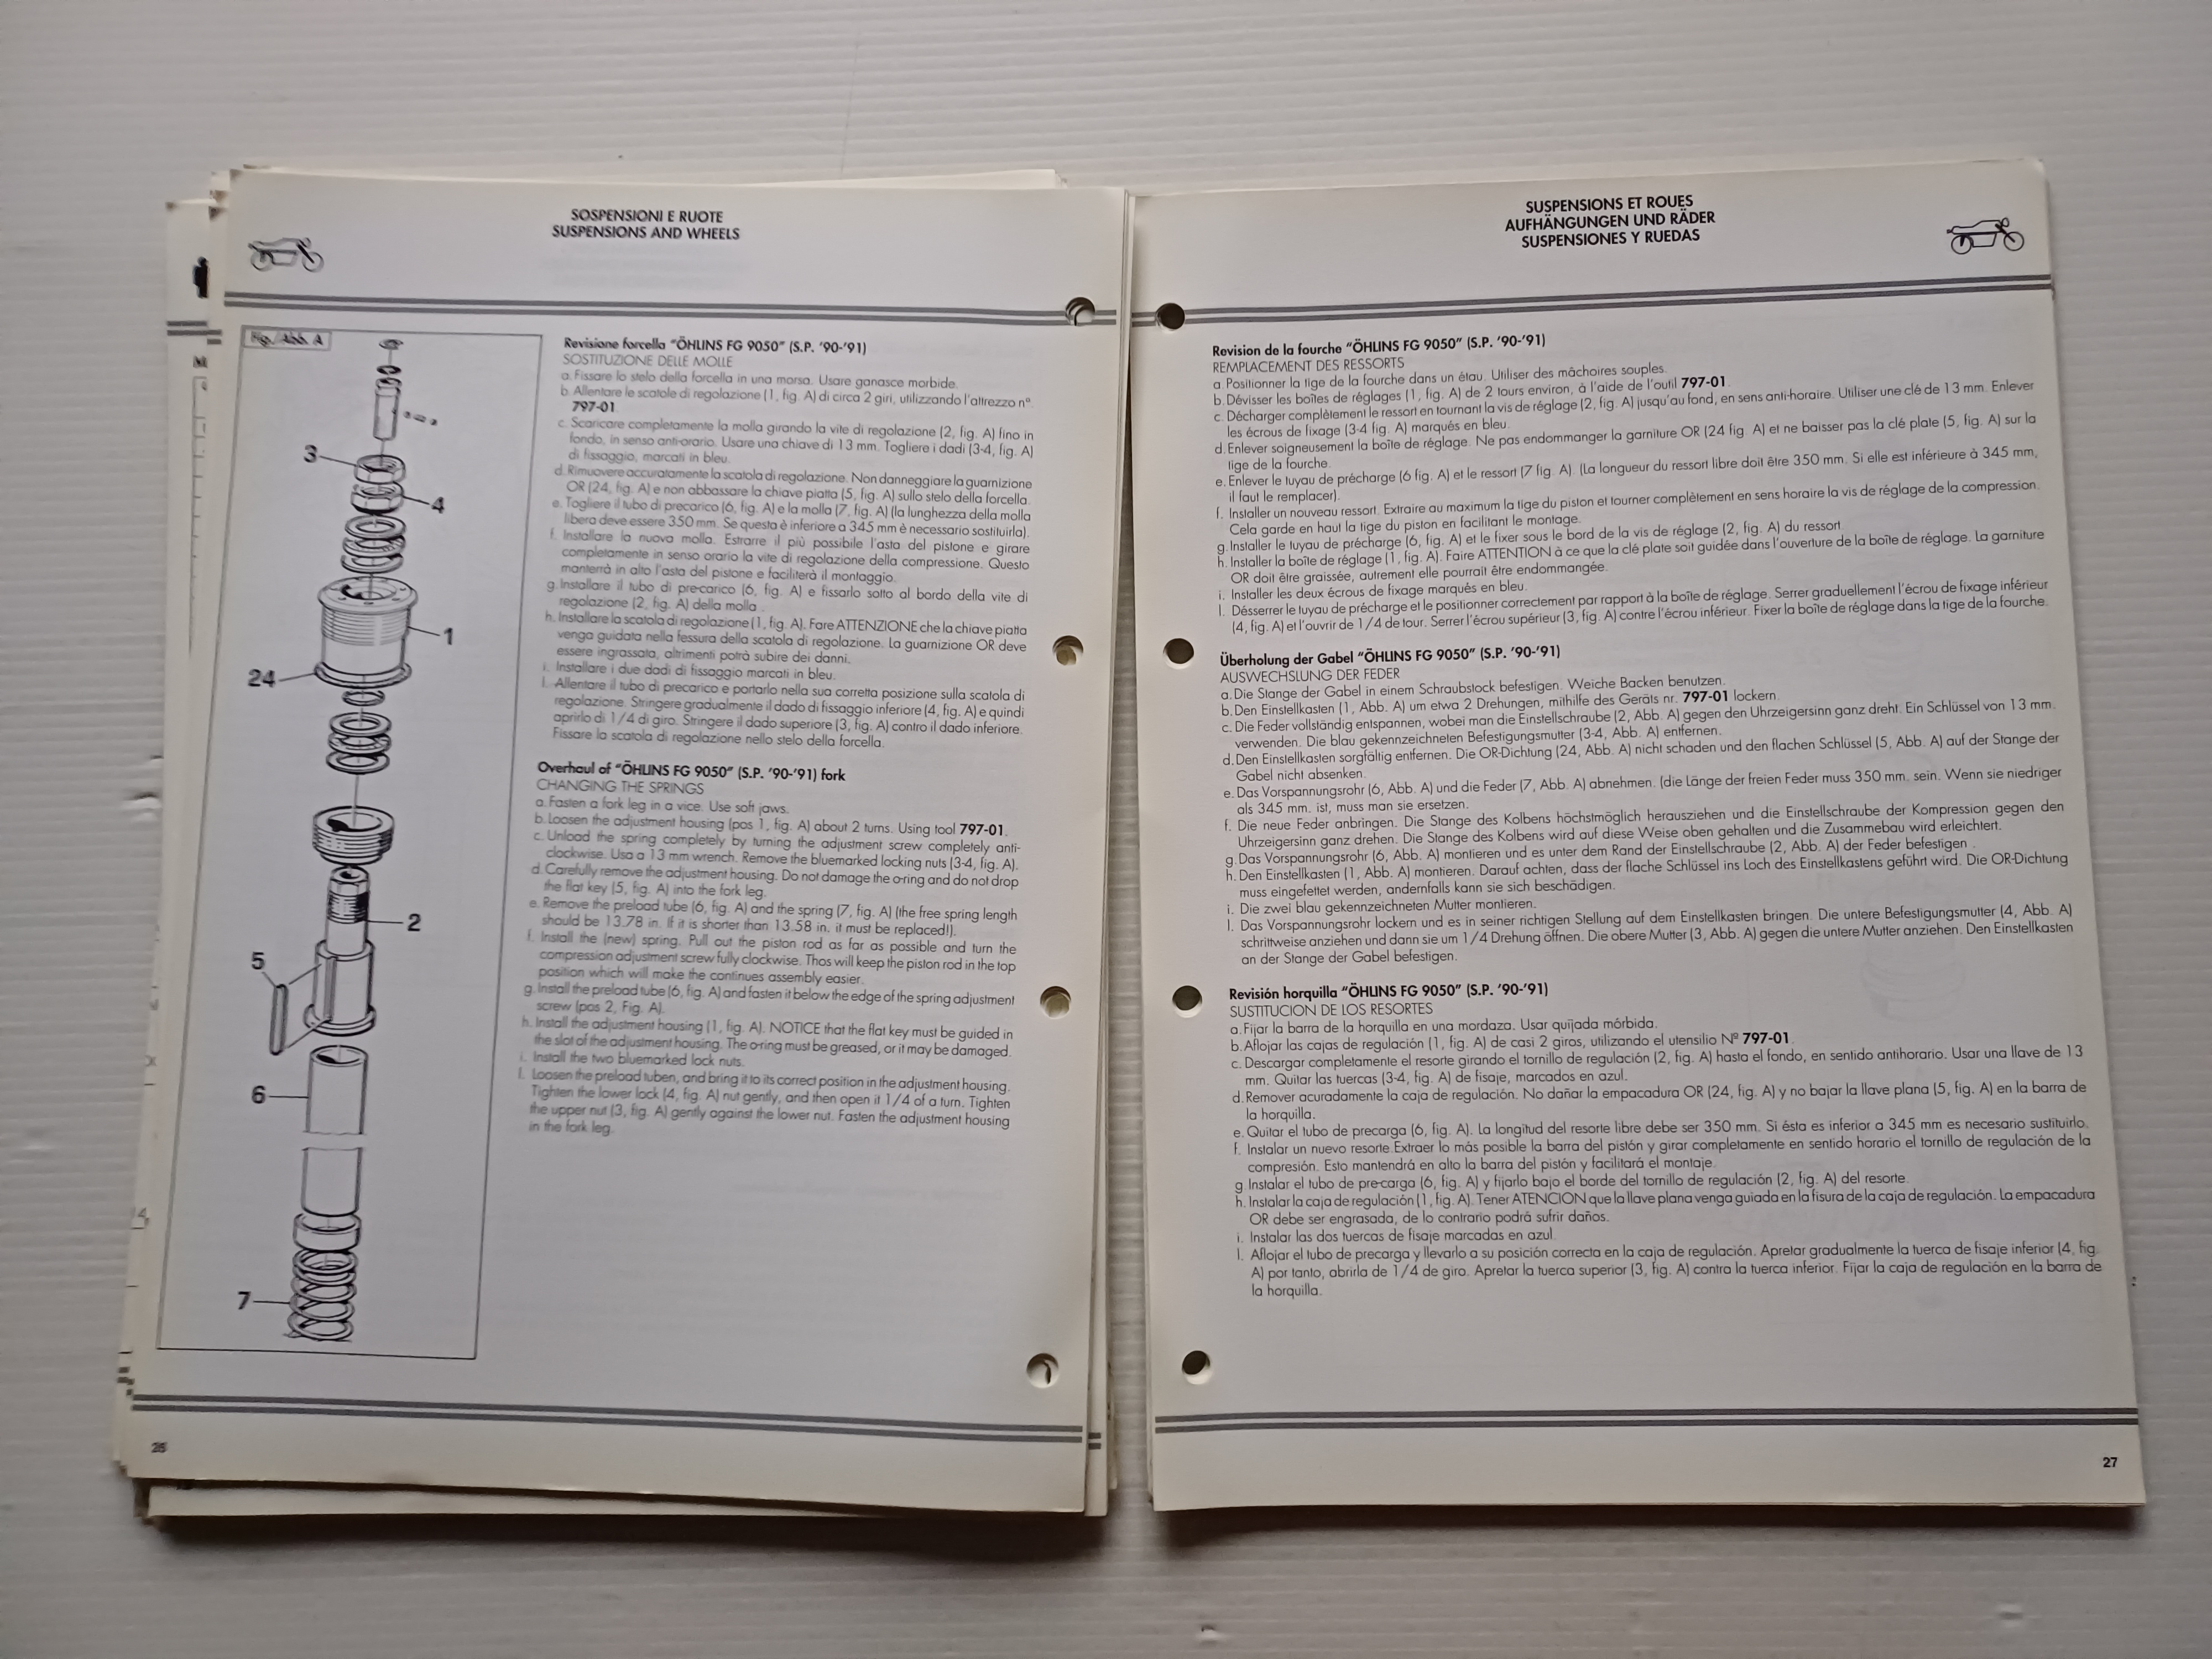 SOSPENSIONI E RUOTE
SUSPENSIONS AND WHEELS
Fig./Abb. A
3
4
1
24
2
5
6
7
Revisione forcella "ÖHLINS FG 9050" (S.P. '90-'91)
SOSTITUZIONE DELLE MOLLE
a. Fissare lo stelo della forcella in una morsa. Usare ganasce morbide.
b. Allentare le scatole di regolazione (1, fig. A) di circa 2 giri, utilizzando l'attrezzo n°.
797-01.
c. Scaricare completamente la molla girando la vite di regolazione (2, fig. A) fino in
fondo, in senso anti-orario. Usare una chiave di 13 mm. Togliere i dadi (3-4, fig. A)
di fissaggio, marcati in bleu.
d. Rimuovere accuratamente la scatola di regolazione. Non danneggiare la guarnizione
OR (24, fig. A) e non abbassare la chiave piatta (5, fig. A) sullo stelo della forcella.
e. Togliere il tubo di precarico (6, fig. A) e la molla (7, fig. A) (la lunghezza della molla
libera deve essere 350 mm. Se questa è inferiore a 345 mm è necessario sostituirla).
f. Installare la nuova molla. Estrarre il più possibile l'asta del pistone e girare
completamente in senso orario la vite di regolazione della compressione. Questo
manterrà in alto l'asta del pistone e faciliterà il montaggio.
g. Installare il tubo di pre-carico (6, fig. A) e fissarlo sotto al bordo della vite di
regolazione (2, fig. A) della molla .
h. Installare la scatola di regolazione (1, fig. A). Fare ATTENZIONE che la chiave piatta
venga guidata nella fessura della scatola di regolazione. La guarnizione OR deve
essere ingrassata, altrimenti potrà subire dei danni.
i. Installare i due dadi di fissaggio marcati in bleu.
l. Allentare il tubo di precarico e portarlo nella sua corretta posizione sulla scatola di
regolazione. Stringere gradualmente il dado di fissaggio inferiore (4, fig. A) e quindi
aprirlo di 1/4 di giro. Stringere il dado superiore (3, fig. A) contro il dado inferiore.
Fissare la scatola di regolazione nello stelo della forcella.
Overhaul of "ÖHLINS FG 9050" (S.P. '90-'91) fork
CHANGING THE SPRINGS
a. Fasten a fork leg in a vice. Use soft jaws.
b. Loosen the adjustment housing (pos 1, fig. A) about 2 turns. Using tool 797-01.
c. Unload the spring completely by turning the adjustment screw completely anti-
clockwise. Usa a 13 mm wrench. Remove the bluemarked locking nuts (3-4, fig. A).
d. Carefully remove the adjustment housing. Do not damage the o-ring and do not drop
the flat key (5, fig. A) into the fork leg.
e. Remove the preload tube (6, fig. A) and the spring (7, fig. A) (the free spring length
should be 13.78 in. If it is shorter than 13.58 in. it must be replaced!).
f. Install the (new) spring. Pull out the piston rod as far as possible and turn the
compression adjustment screw fully clockwise. Thos will keep the piston rod in the top
position which will make the continues assembly easier.
g. Install the preload tube (6, fig. A) and fasten it below the edge of the spring adjustment
screw (pos 2, Fig. A).
h. Install the adjustment housing (1, fig. A). NOTICE that the flat key must be guided in
the slot of the adjustment housing. The o-ring must be greased, or it may be damaged.
i. Install the two bluemarked lock nuts.
l. Loosen the preload tuben, and bring it to its correct position in the adjustment housing.
Tighten the lower lock (4, fig. A) nut gently, and then open it 1/4 of a turn. Tighten
the upper nut (3, fig. A) gently against the lower nut. Fasten the adjustment housing
in the fork leg.
26
SUSPENSIONS ET ROUES
AUFHÄNGUNGEN UND RÄDER
SUSPENSIONES Y RUEDAS
Revision de la fourche "ÖHLINS FG 9050" (S.P. '90-'91)
REMPLACEMENT DES RESSORTS
a. Positionner la tige de la fourche dans un étau. Utiliser des mâchoires souples.
b. Dévisser les boîtes de réglages (1, fig. A) de 2 tours environ, à l'aide de l'outil 797-01.
c. Décharger complètement le ressort en tournant la vis de réglage (2, fig. A) jusqu'au fond, en sens anti-horaire. Utiliser une clé de 13 mm. Enlever
les écrous de fixage (3-4 fig. A) marqués en bleu.
d. Enlever soigneusement la boîte de réglage. Ne pas endommager la garniture OR (24 fig. A) et ne baisser pas la clé plate (5, fig. A) sur la
tige de la fourche.
e. Enlever le tuyau de précharge (6 fig. A) et le ressort (7 fig. A). (La longueur du ressort libre doit être 350 mm. Si elle est inférieure à 345 mm,
il faut le remplacer).
f. Installer un nouveau ressort. Extraire au maximum la tige du piston et tourner complètement en sens horaire la vis de réglage de la compression.
Cela garde en haut la tige du piston en facilitant le montage.
g. Installer le tuyau de précharge (6, fig. A) et le fixer sous le bord de la vis de réglage (2, fig. A) du ressort.
h. Installer la boîte de réglage (1, fig. A). Faire ATTENTION à ce que la clé plate soit guidée dans l'ouverture de la boîte de réglage. La garniture
OR doit être graissée, autrement elle pourraît être endommangée.
i. Installer les deux écrous de fixage marqués en bleu.
l. Désserrer le tuyau de précharge et le positionner correctement par rapport à la boîte de réglage. Serrer graduellement l'écrou de fixage inférieur
(4, fig. A) et l'ouvrir de 1/4 de tour. Serrer l'écrou supérieur (3, fig. A) contre l'écrou inférieur. Fixer la boîte de réglage dans la tige de la fourche.
Überholung der Gabel "ÖHLINS FG 9050" (S.P. '90-'91)
AUSWECHSLUNG DER FEDER
a. Die Stange der Gabel in einem Schraubstock befestigen. Weiche Backen benutzen.
b. Den Einstellkasten (1, Abb. A) um etwa 2 Drehungen, mithilfe des Geräts nr. 797-01 lockern.
c. Die Feder vollständig entspannen, wobei man die Einstellschraube (2, Abb. A) gegen den Uhrzeigersinn ganz dreht. Ein Schlüssel von 13 mm.
verwenden. Die blau gekennzeichneten Befestigungsmutter (3-4, Abb. A) entfernen.
d. Den Einstellkasten sorgfältig entfernen. Die OR-Dichtung (24, Abb. A) nicht schaden und den flachen Schlüssel (5, Abb. A) auf der Stange der
Gabel nicht absenken.
e. Das Vorspannungsrohr (6, Abb. A) und die Feder (7, Abb. A) abnehmen. (die Länge der freien Feder muss 350 mm. sein. Wenn sie niedriger
als 345 mm. ist, muss man sie ersetzen.
f. Die neue Feder anbringen. Die Stange des Kolbens höchstmöglich herausziehen und die Einstellschraube der Kompression gegen den
Uhrzeigersinn ganz drehen. Die Stange des Kolbens wird auf diese Weise oben gehalten und die Zusammebau wird erleichtert.
g. Das Vorspannungsrohr (6, Abb. A) montieren und es unter dem Rand der Einstellschraube (2, Abb. A) der Feder befestigen .
h. Den Einstellkasten (1, Abb. A) montieren. Darauf achten, dass der flache Schlüssel ins Loch des Einstellkastens geführt wird. Die OR-Dichtung
muss eingefettet werden, andernfalls kann sie sich beschädigen.
i. Die zwei blau gekennzeichneten Mutter montieren.
l. Das Vorspannungsrohr lockern und es in seiner richtigen Stellung auf dem Einstellkasten bringen. Die untere Befestigungsmutter (4, Abb. A)
schrittweise anziehen und dann sie um 1/4 Drehung öffnen. Die obere Mutter (3, Abb. A) gegen die untere Mutter anziehen. Den Einstellkasten
an der Stange der Gabel befestigen.
Revisión horquilla "ÖHLINS FG 9050" (S.P. '90-'91)
SUSTITUCION DE LOS RESORTES
a. Fijar la barra de la horquilla en una mordaza. Usar quijada mórbida.
b. Aflojar las cajas de regulación (1, fig. A) de casi 2 giros, utilizando el utensilio N° 797-01.
c. Descargar completamente el resorte girando el tornillo de regulación (2, fig. A) hasta el fondo, en sentido antihorario. Usar una llave de 13
mm. Quitar las tuercas (3-4, fig. A) de fisaje, marcados en azul.
d. Remover acuradamente la caja de regulación. No dañar la empacadura OR (24, fig. A) y no bajar la llave plana (5, fig. A) en la barra de
la horquilla.
e. Quitar el tubo de precarga (6, fig. A). La longitud del resorte libre debe ser 350 mm. Si ésta es inferior a 345 mm es necesario sustituirlo.
f. Instalar un nuevo resorte.Extraer lo más posible la barra del pistón y girar completamente en sentido horario el tornillo de regulación de la
compresión. Esto mantendrá en alto la barra del pistón y facilitará el montaje.
g Instalar el tubo de pre-carga (6, fig. A) y fijarlo bajo el borde del tornillo de regulación (2, fig. A) del resorte.
h. Instalar la caja de regulación (1, fig. A). Tener ATENCION que la llave plana venga guiada en la fisura de la caja de regulación. La empacadura
OR debe ser engrasada, de lo contrario podrá sufrir daños.
i. Instalar las dos tuercas de fisaje marcadas en azul.
l. Aflojar el tubo de precarga y llevarlo a su posición correcta en la caja de regulación. Apretar gradualmente la tuerca de fisaje inferior (4, fig.
A) por tanto, abrirla de 1/4 de giro. Apretar la tuerca superior (3, fig. A) contra la tuerca inferior. Fijar la caja de regulación en la barra de
la horquilla.
27